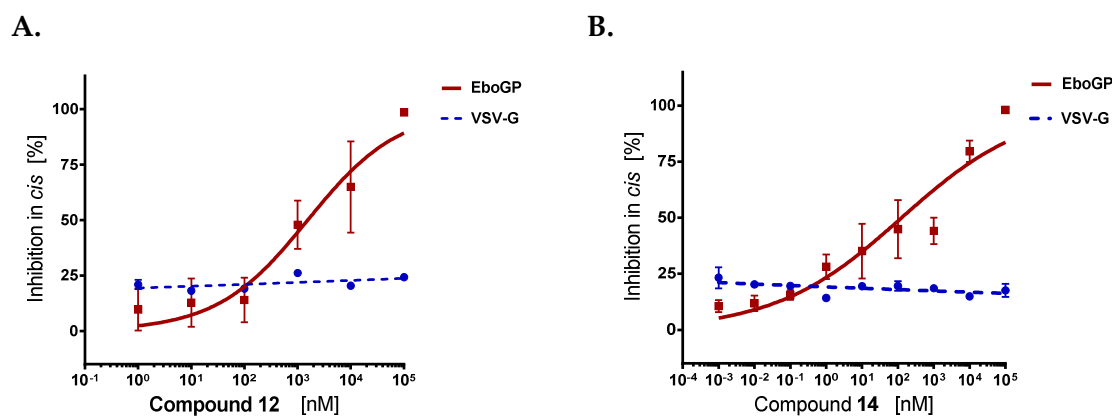 A.
EboGP
VSV-G
Inhibition in cis [%]
100
75
50
25
0
10⁻¹ 10⁰ 10¹ 10² 10³ 10⁴ 10⁵
Compound 12 [nM]
B.
EboGP
VSV-G
Inhibition in cis [%]
100
75
50
25
0
10⁻⁴ 10⁻³ 10⁻² 10⁻¹ 10⁰ 10¹ 10² 10³ 10⁴ 10⁵
Compound 14 [nM]